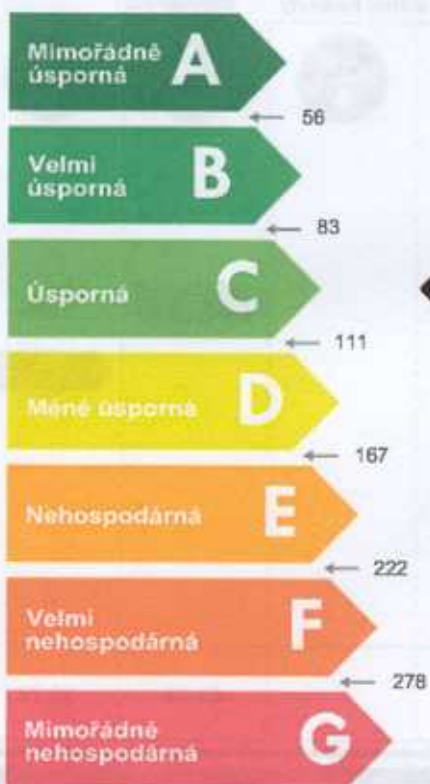 Mimořádně
úsporná
A
56
Velmi
úsporná
B
83
Úsporná
C
111
Méně úsporná
D
167
Nehospodárná
E
222
Velmi
nehospodárná
F
278
Mimořádně
nehospodárná
G